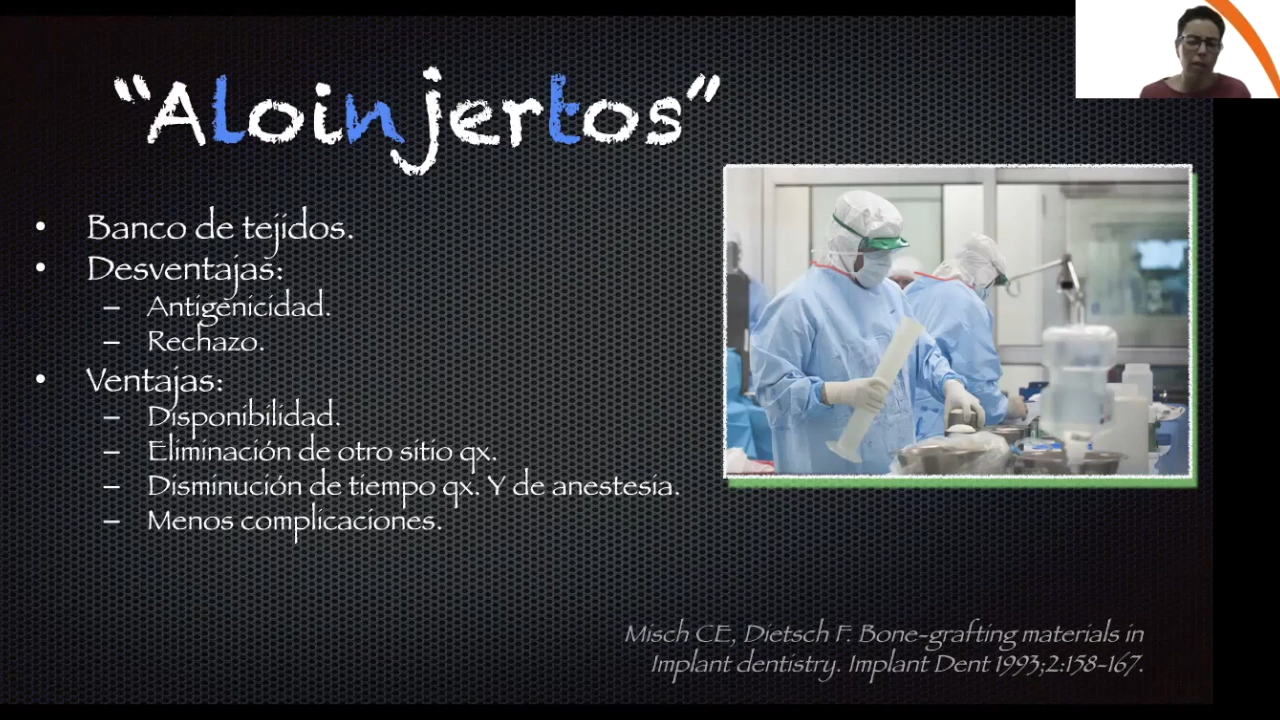 “Aloinjertos”
• Banco de tejidos.
• Desventajas:
– Antigenicidad.
– Rechazo.
• Ventajas:
– Disponibilidad.
– Eliminación de otro sitio qx.
– Disminución de tiempo qx. Y de anestesia.
– Menos complicaciones.
Misch CE, Dietsch F. Bone-grafting materials in
Implant dentistry. Implant Dent 1993;2:158-167.